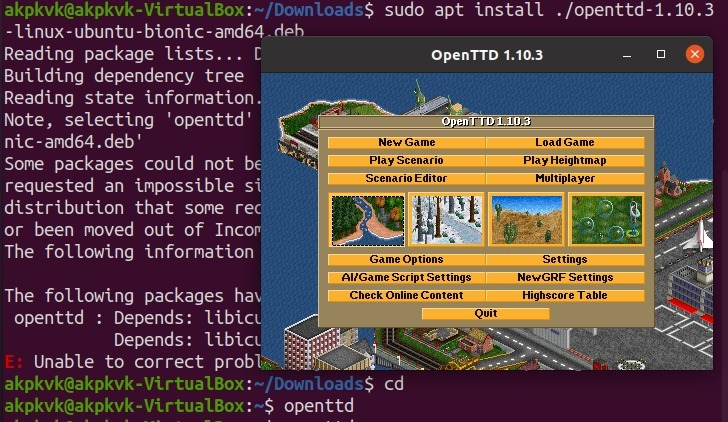 akpkvk@akpkvk-VirtualBox:~/Downloads$ sudo apt install ./openttd-1.10.3
-linux-ubuntu-bionic-amd64.deb
Reading package lists... D
Building dependency tree
Reading state information.
Note, selecting 'openttd'
nic-amd64.deb'
Some packages could not be
requested an impossible si
distribution that some req
or been moved out of Incom
The following information
The following packages hav
openttd : Depends: libicu
Depends: libicu
E: Unable to correct probl
akpkvk@akpkvk-VirtualBox:~/Downloads$ cd
akpkvk@akpkvk-VirtualBox:~$ openttd
OpenTTD 1.10.3
OpenTTD 1.10.3
New Game
Load Game
Play Scenario
Play Heightmap
Scenario Editor
Multiplayer
Game Options
Settings
AI/Game Script Settings
NewGRF Settings
Check Online Content
Highscore Table
Quit
1